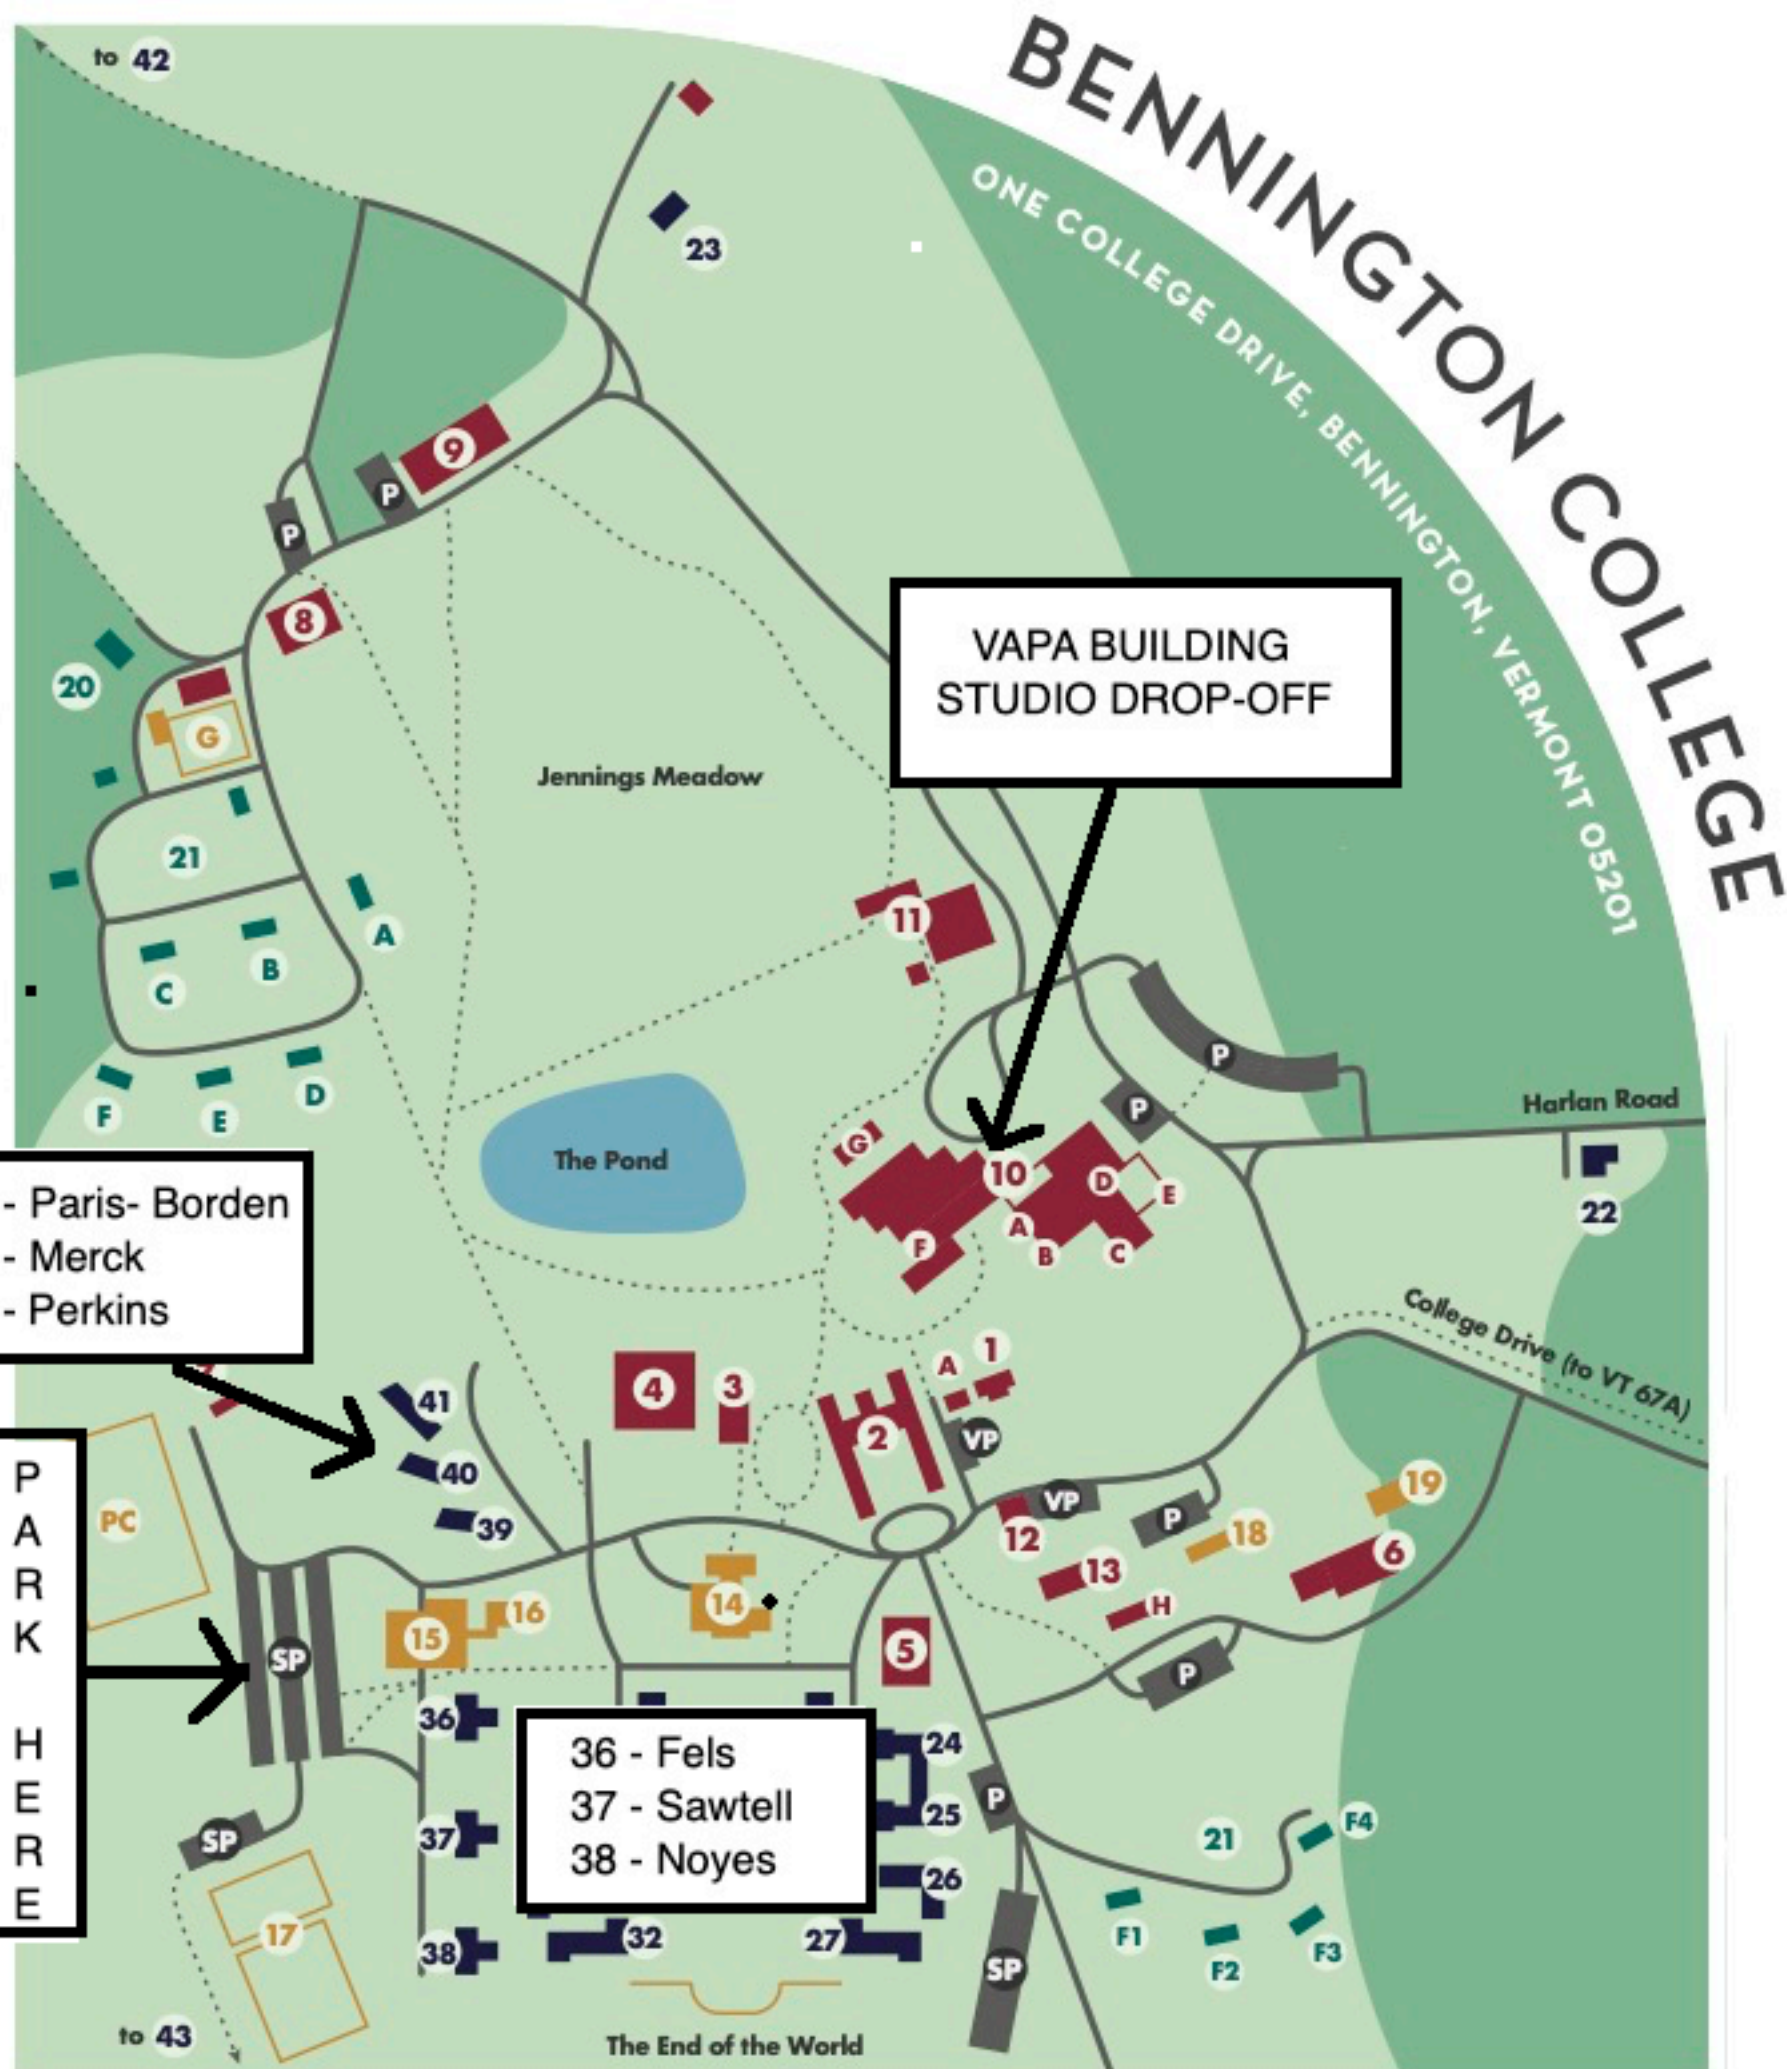 to 42
BENNINGTON COLLEGE
ONE COLLEGE DRIVE, BENNINGTON, VERMONT 05201
23
9
P
P
8
20
G
VAPA BUILDING
STUDIO DROP-OFF
Jennings Meadow
21
A
B
C
11
P
P
Harlan Road
F
E
D
G
The Pond
10
D
E
22
A
B
C
F
- Paris- Borden
- Merck
- Perkins
College Drive (to VT 67A)
1
A
4
3
2
VP
41
40
39
P
A
R
K
H
E
R
E
PC
VP
12
P
18
19
13
6
H
14
16
15
SP
5
P
36
36 - Fels
37 - Sawtell
38 - Noyes
24
25
P
37
SP
26
21
F4
F1
F2
F3
17
38
32
27
SP
to 43
The End of the World